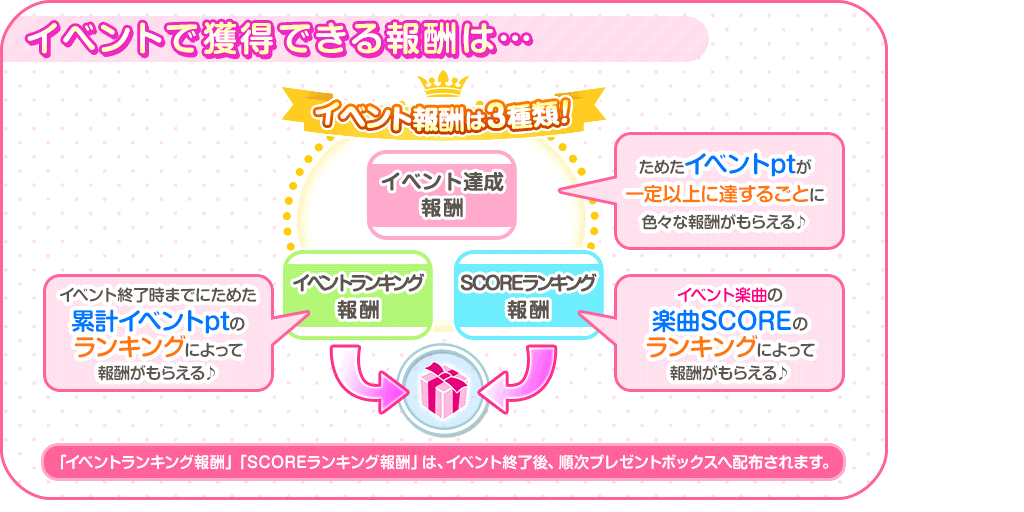 イベントで獲得できる報酬は…
イベント報酬は3種類!
イベント達成
報酬
ためたイベントptが
一定以上に達するごとに
色々な報酬がもらえる♪
イベントランキング
報酬
SCOREランキング
報酬
イベント終了時までにためた
累計イベントptの
ランキングによって
報酬がもらえる♪
イベント楽曲の
楽曲SCOREの
ランキングによって
報酬がもらえる♪
「イベントランキング報酬」「SCOREランキング報酬」は、イベント終了後、順次プレゼントボックスへ配布されます。